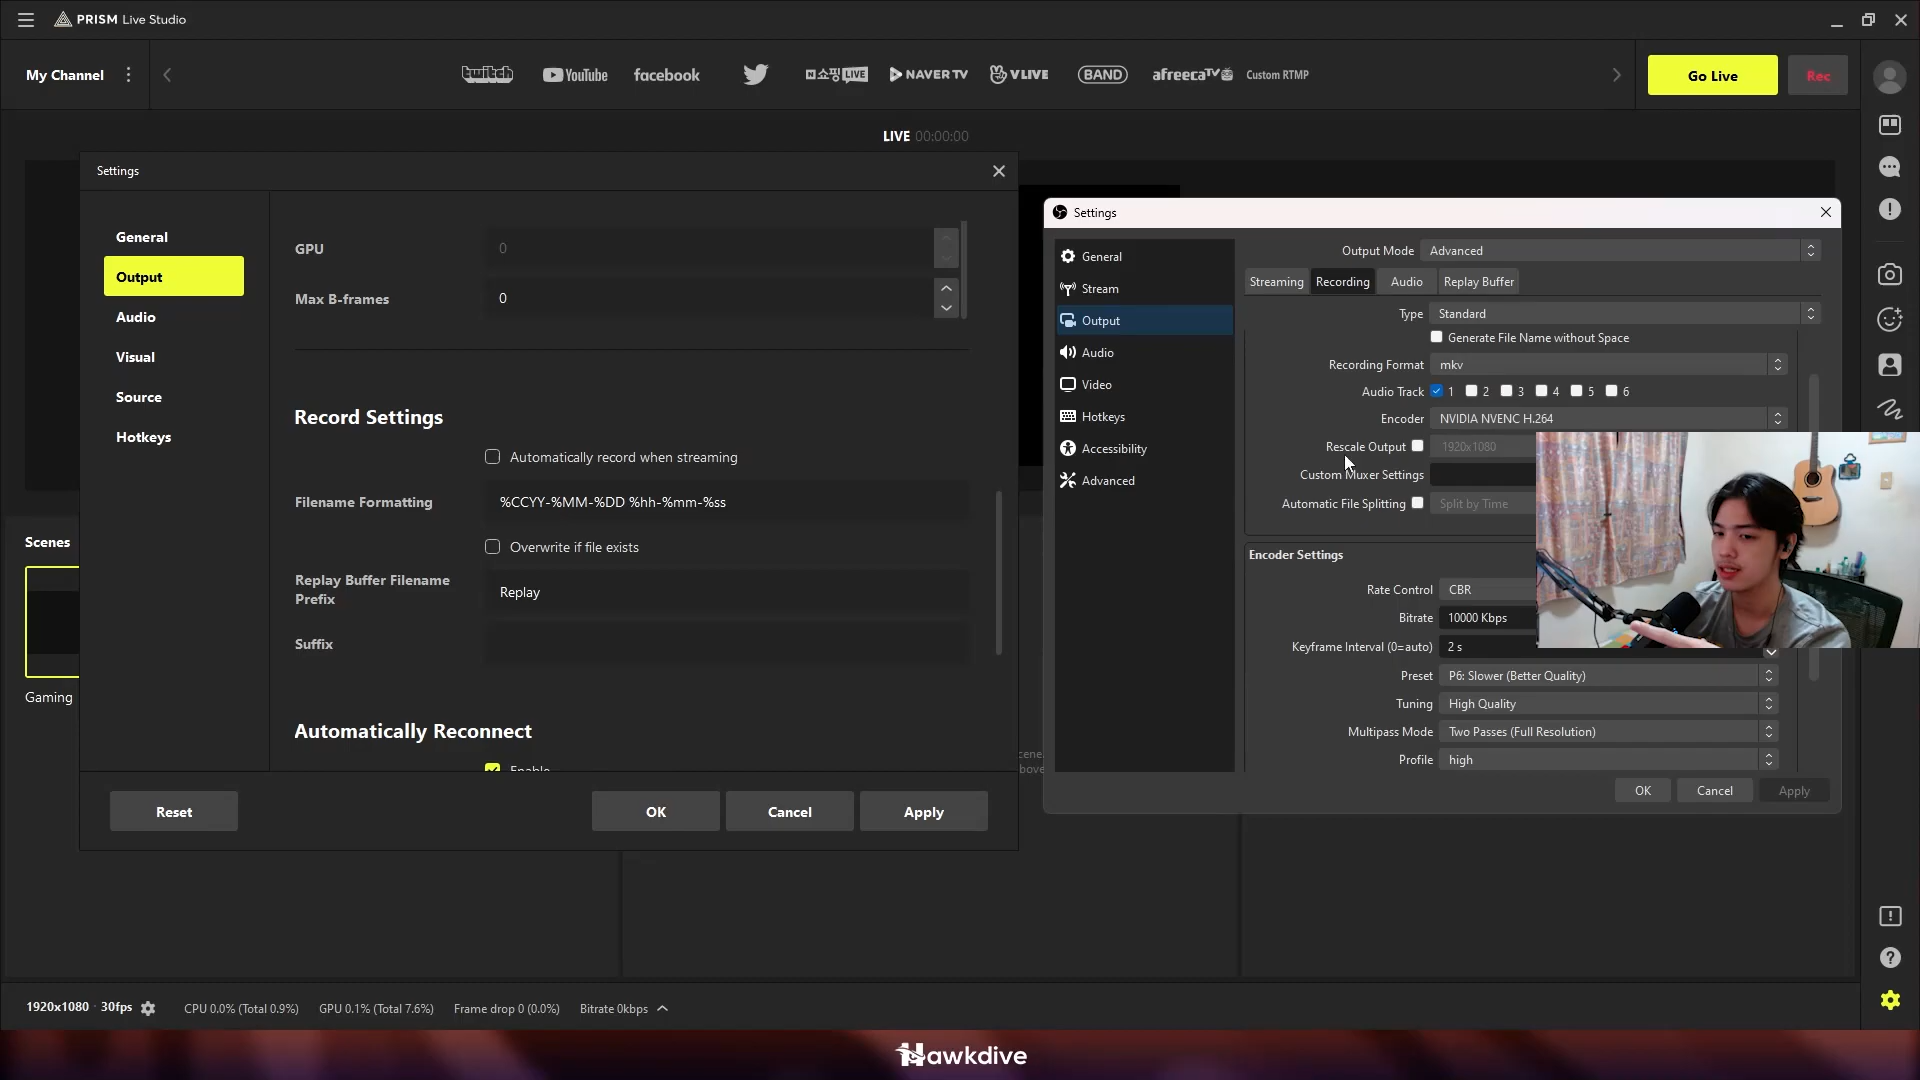 PRISM Live Studio
My Channel
twitch
YouTube
facebook
N쇼핑LIVE
NAVER TV
VLIVE
BAND
afreecaTV
Custom RTMP
Go Live
Rec
LIVE 00:00:00
Settings
General
Output
Audio
Visual
Source
Hotkeys
GPU
0
Max B-frames
0
Record Settings
Automatically record when streaming
Filename Formatting
%CCYY-%MM-%DD %hh-%mm-%ss
Overwrite if file exists
Replay Buffer Filename
Prefix
Replay
Suffix
Automatically Reconnect
Enable
Reset
OK
Cancel
Apply
Scenes
Gaming
Settings
General
Stream
Output
Audio
Video
Hotkeys
Accessibility
Advanced
Output Mode
Advanced
Streaming
Recording
Audio
Replay Buffer
Type
Standard
Generate File Name without Space
Recording Format
mkv
Audio Track
1
2
3
4
5
6
Encoder
NVIDIA NVENC H.264
Rescale Output
1920x1080
Custom Muxer Settings
Automatic File Splitting
Split by Time
Encoder Settings
Rate Control
CBR
Bitrate
10000 Kbps
Keyframe Interval (0=auto)
2 s
Preset
P6: Slower (Better Quality)
Tuning
High Quality
Multipass Mode
Two Passes (Full Resolution)
Profile
high
OK
Cancel
Apply
1920x1080 · 30fps
CPU 0.0% (Total 0.9%)
GPU 0.1% (Total 7.6%)
Frame drop 0 (0.0%)
Bitrate 0kbps
Hawkdive